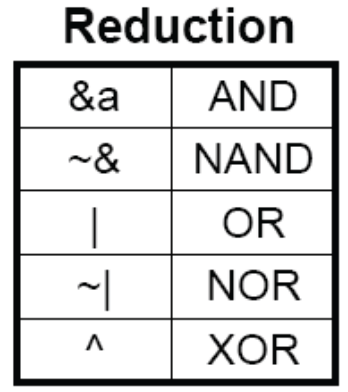 Reduction
&a AND
~& NAND
| OR
~| NOR
^ XOR